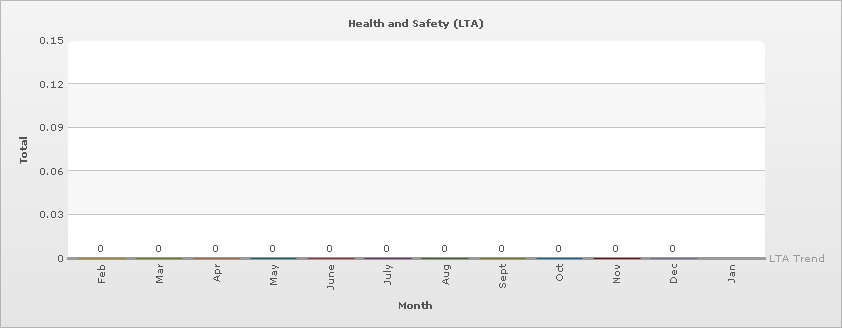 Health and Safety (LTA)
0.15
0.12
0.09
0.06
0.03
0
Total
0 0 0 0 0 0 0 0 0 0 0
LTA Trend
Feb Mar Apr May June July Aug Sept Oct Nov Dec Jan
Month